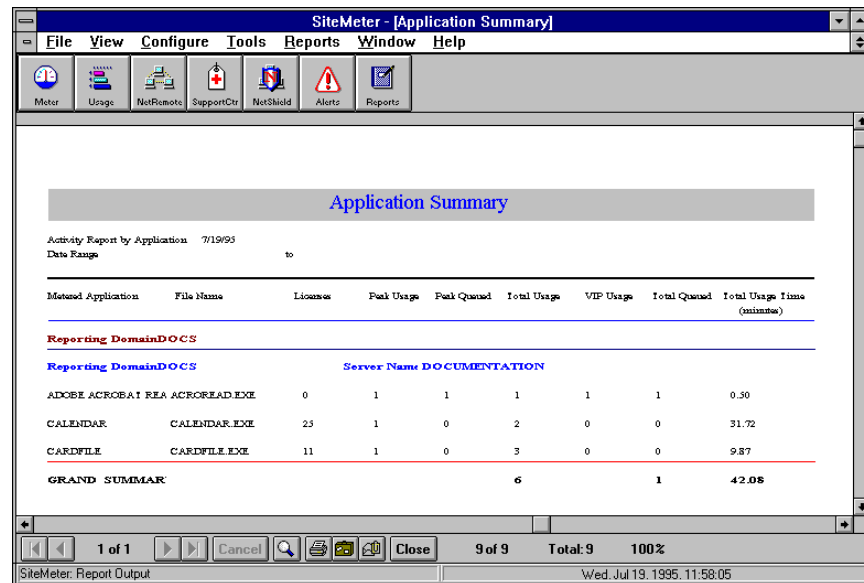 SiteMeter - [Application Summary]
File View Configure Tools Reports Window Help
Meter Usage NetRemote SupportCtr NetShield Alerts Reports
Application Summary
Activity Report by Application 7/19/95
Date Range to
Metered Application File Name Licenses Peak Usage Peak Queued Total Usage VIP Usage Total Queued Total Usage Time
(minutes)
Reporting DomainDOCS
Reporting DomainDOCS Server Name DOCUMENTATION
ADOBE ACROBAT REA ACROREAD.EXE 0 1 1 1 1 1 0.50
CALENDAR CALENDAR.EXE 25 1 0 2 0 0 31.72
CARDFILE CARDFILE.EXE 11 1 0 3 0 0 9.87
GRAND SUMMAR 6 1 42.08
1 of 1 Cancel Close 9 of 9 Total:9 100%
SiteMeter: Report Output Wed. Jul 19. 1995. 11:58:05